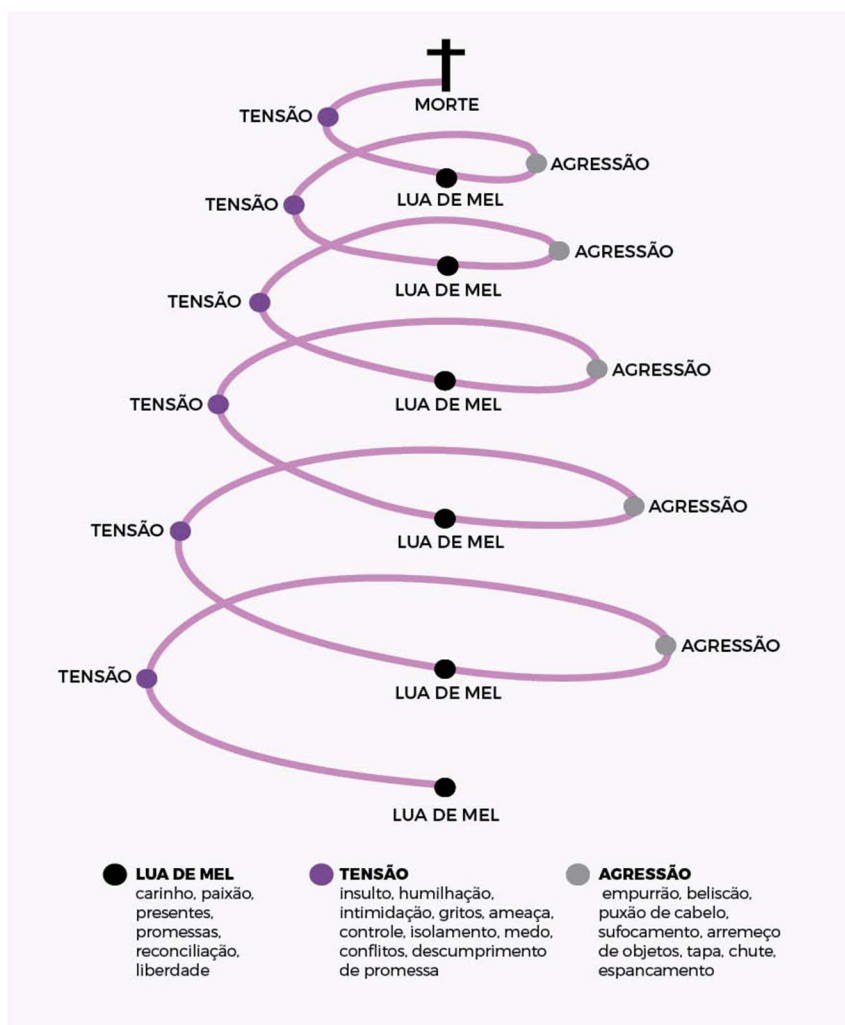 MORTE
TENSÃO
AGRESSÃO
LUA DE MEL
TENSÃO
AGRESSÃO
LUA DE MEL
TENSÃO
AGRESSÃO
LUA DE MEL
TENSÃO
AGRESSÃO
LUA DE MEL
TENSÃO
AGRESSÃO
LUA DE MEL
TENSÃO
LUA DE MEL
LUA DE MEL
carinho, paixão,
presentes,
promessas,
reconciliação,
liberdade
TENSÃO
insulto, humilhação,
intimidação, gritos, ameaça,
controle, isolamento, medo,
conflitos, descumprimento
de promessa
AGRESSÃO
empurrão, beliscão,
puxão de cabelo,
sufocamento, arremeço
de objetos, tapa, chute,
espancamento